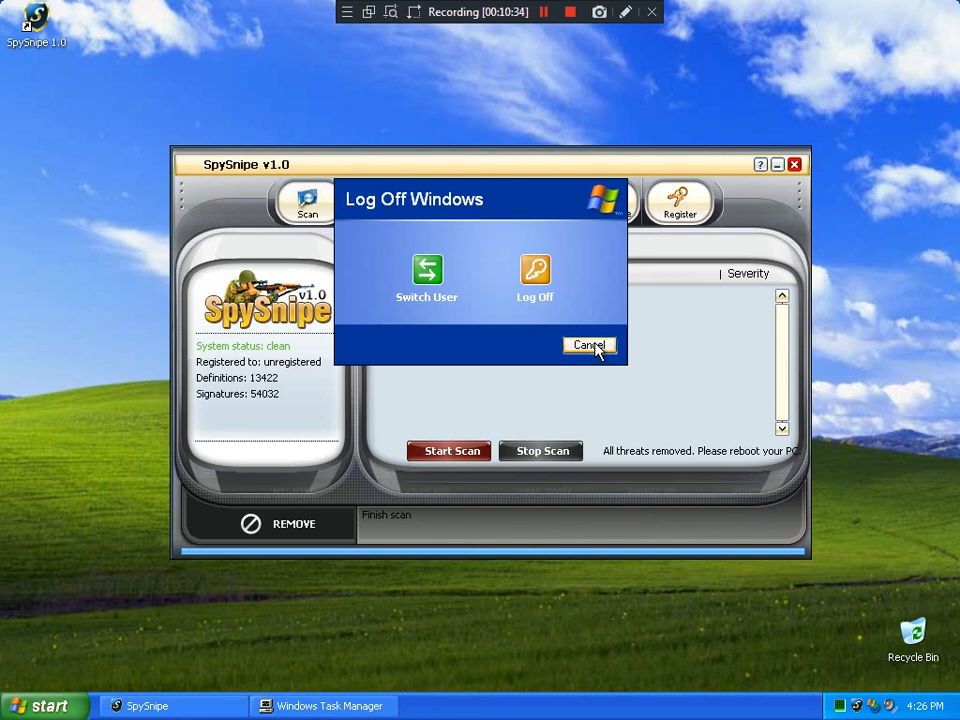 Recording [00:10:34]
SpySnipe 1.0
SpySnipe v1.0
Scan
Register
Log Off Windows
Switch User
Log Off
Cancel
Severity
v1.0
SpySnipe
System status: clean
Registered to: unregistered
Definitions: 13422
Signatures: 54032
Start Scan
Stop Scan
All threats removed. Please reboot your PC.
REMOVE
Finish scan
Recycle Bin
start
SpySnipe
Windows Task Manager
4:26 PM